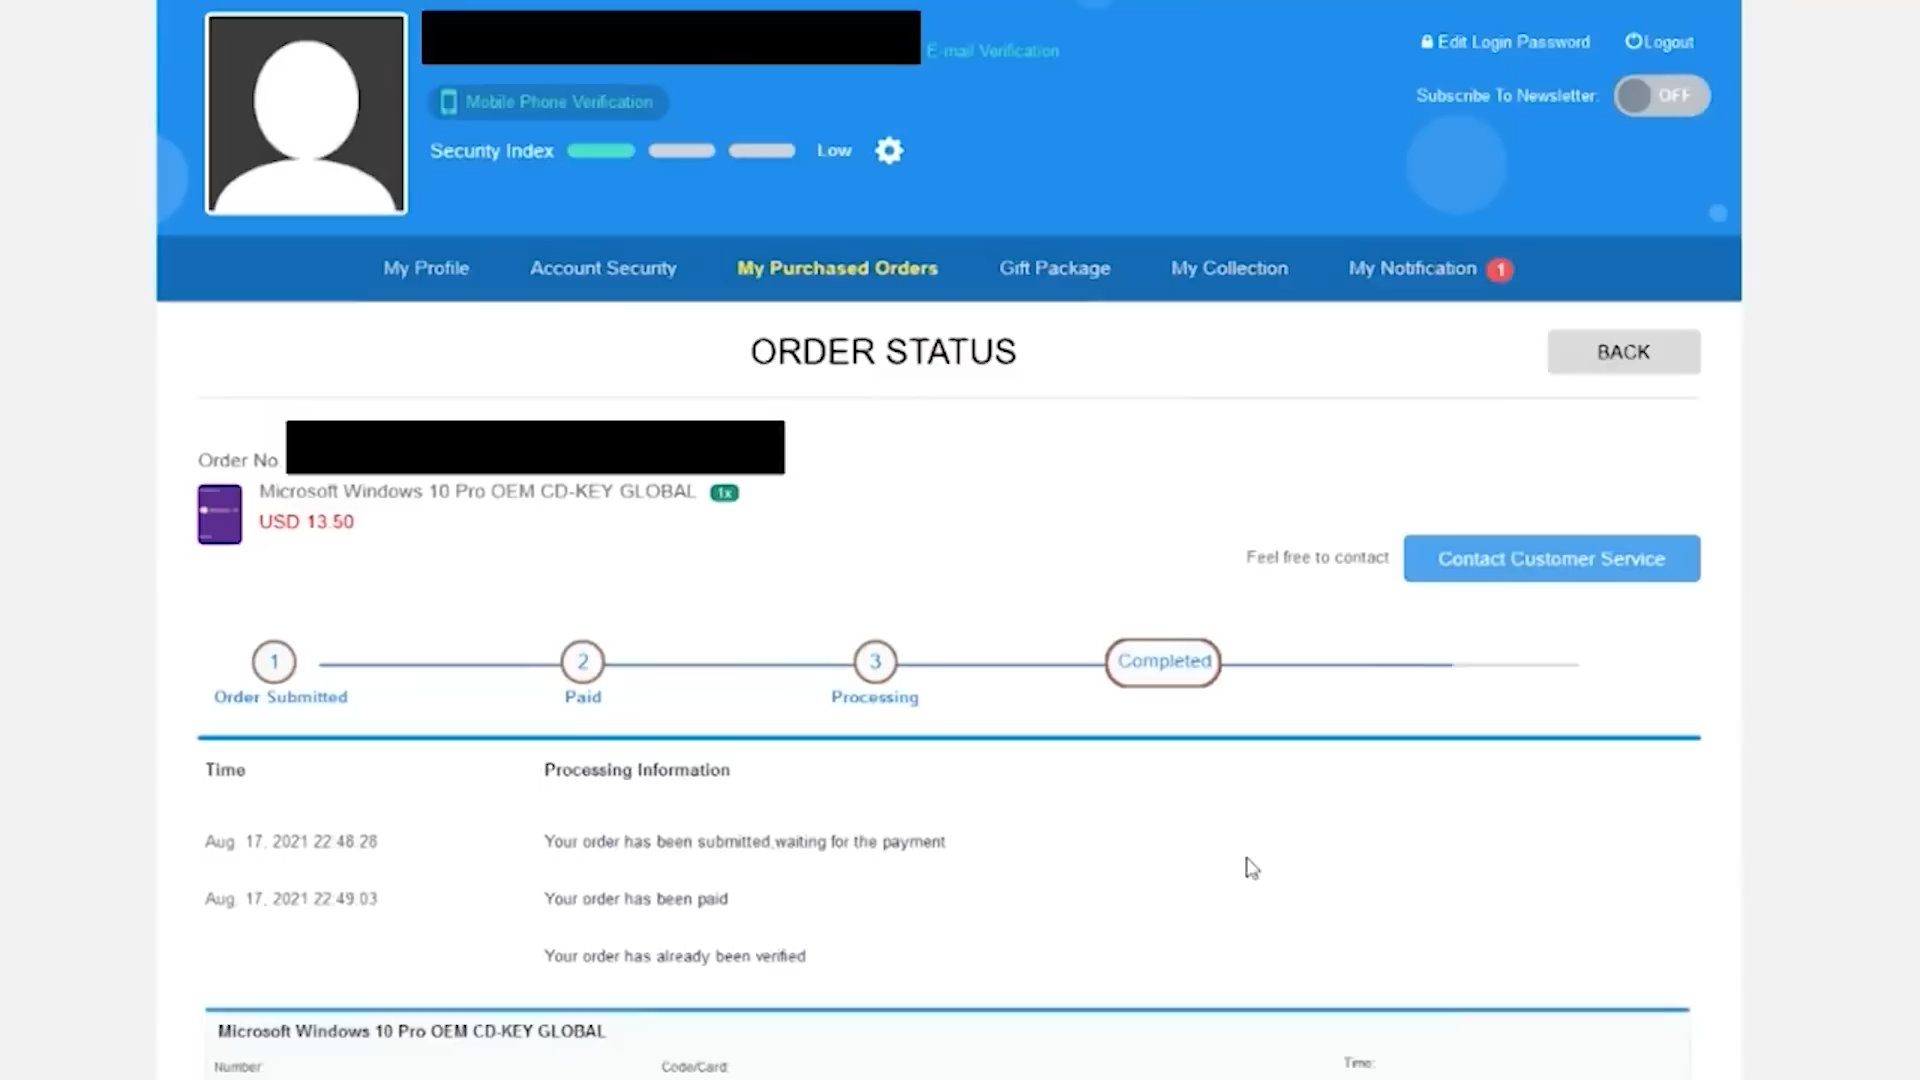 E-mail Verification
Edit Login Password
Logout
Mobile Phone Verification
Subscribe To Newsletter:
OFF
Security Index
Low
My Profile
Account Security
My Purchased Orders
Gift Package
My Collection
My Notification 1
ORDER STATUS
BACK
Order No
Microsoft Windows 10 Pro OEM CD-KEY GLOBAL 1x
USD 13.50
Feel free to contact
Contact Customer Service
1
2
3
Completed
Order Submitted
Paid
Processing
Time
Processing Information
Aug. 17, 2021 22:48:28
Your order has been submitted,waiting for the payment
Aug. 17, 2021 22:49:03
Your order has been paid
Your order has already been verified
Microsoft Windows 10 Pro OEM CD-KEY GLOBAL
Number:
Code/Card:
Time: